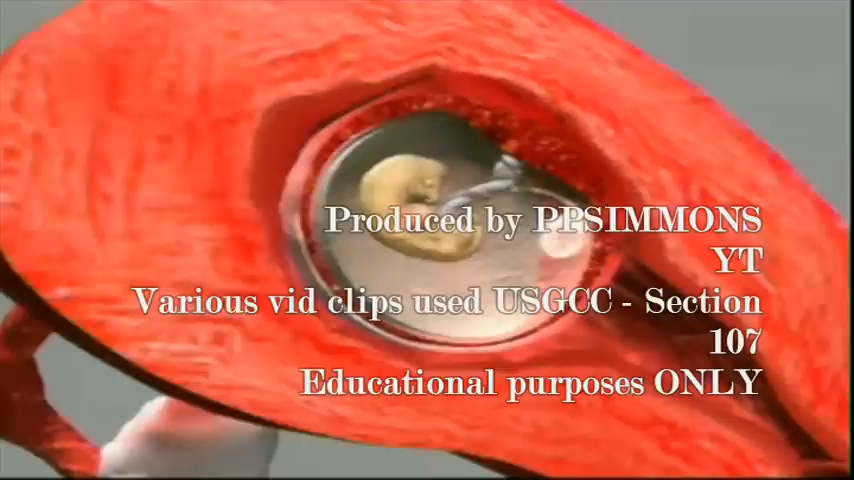 Produced by PPSIMMONS
YT
Various vid clips used USGCC - Section
107
Educational purposes ONLY